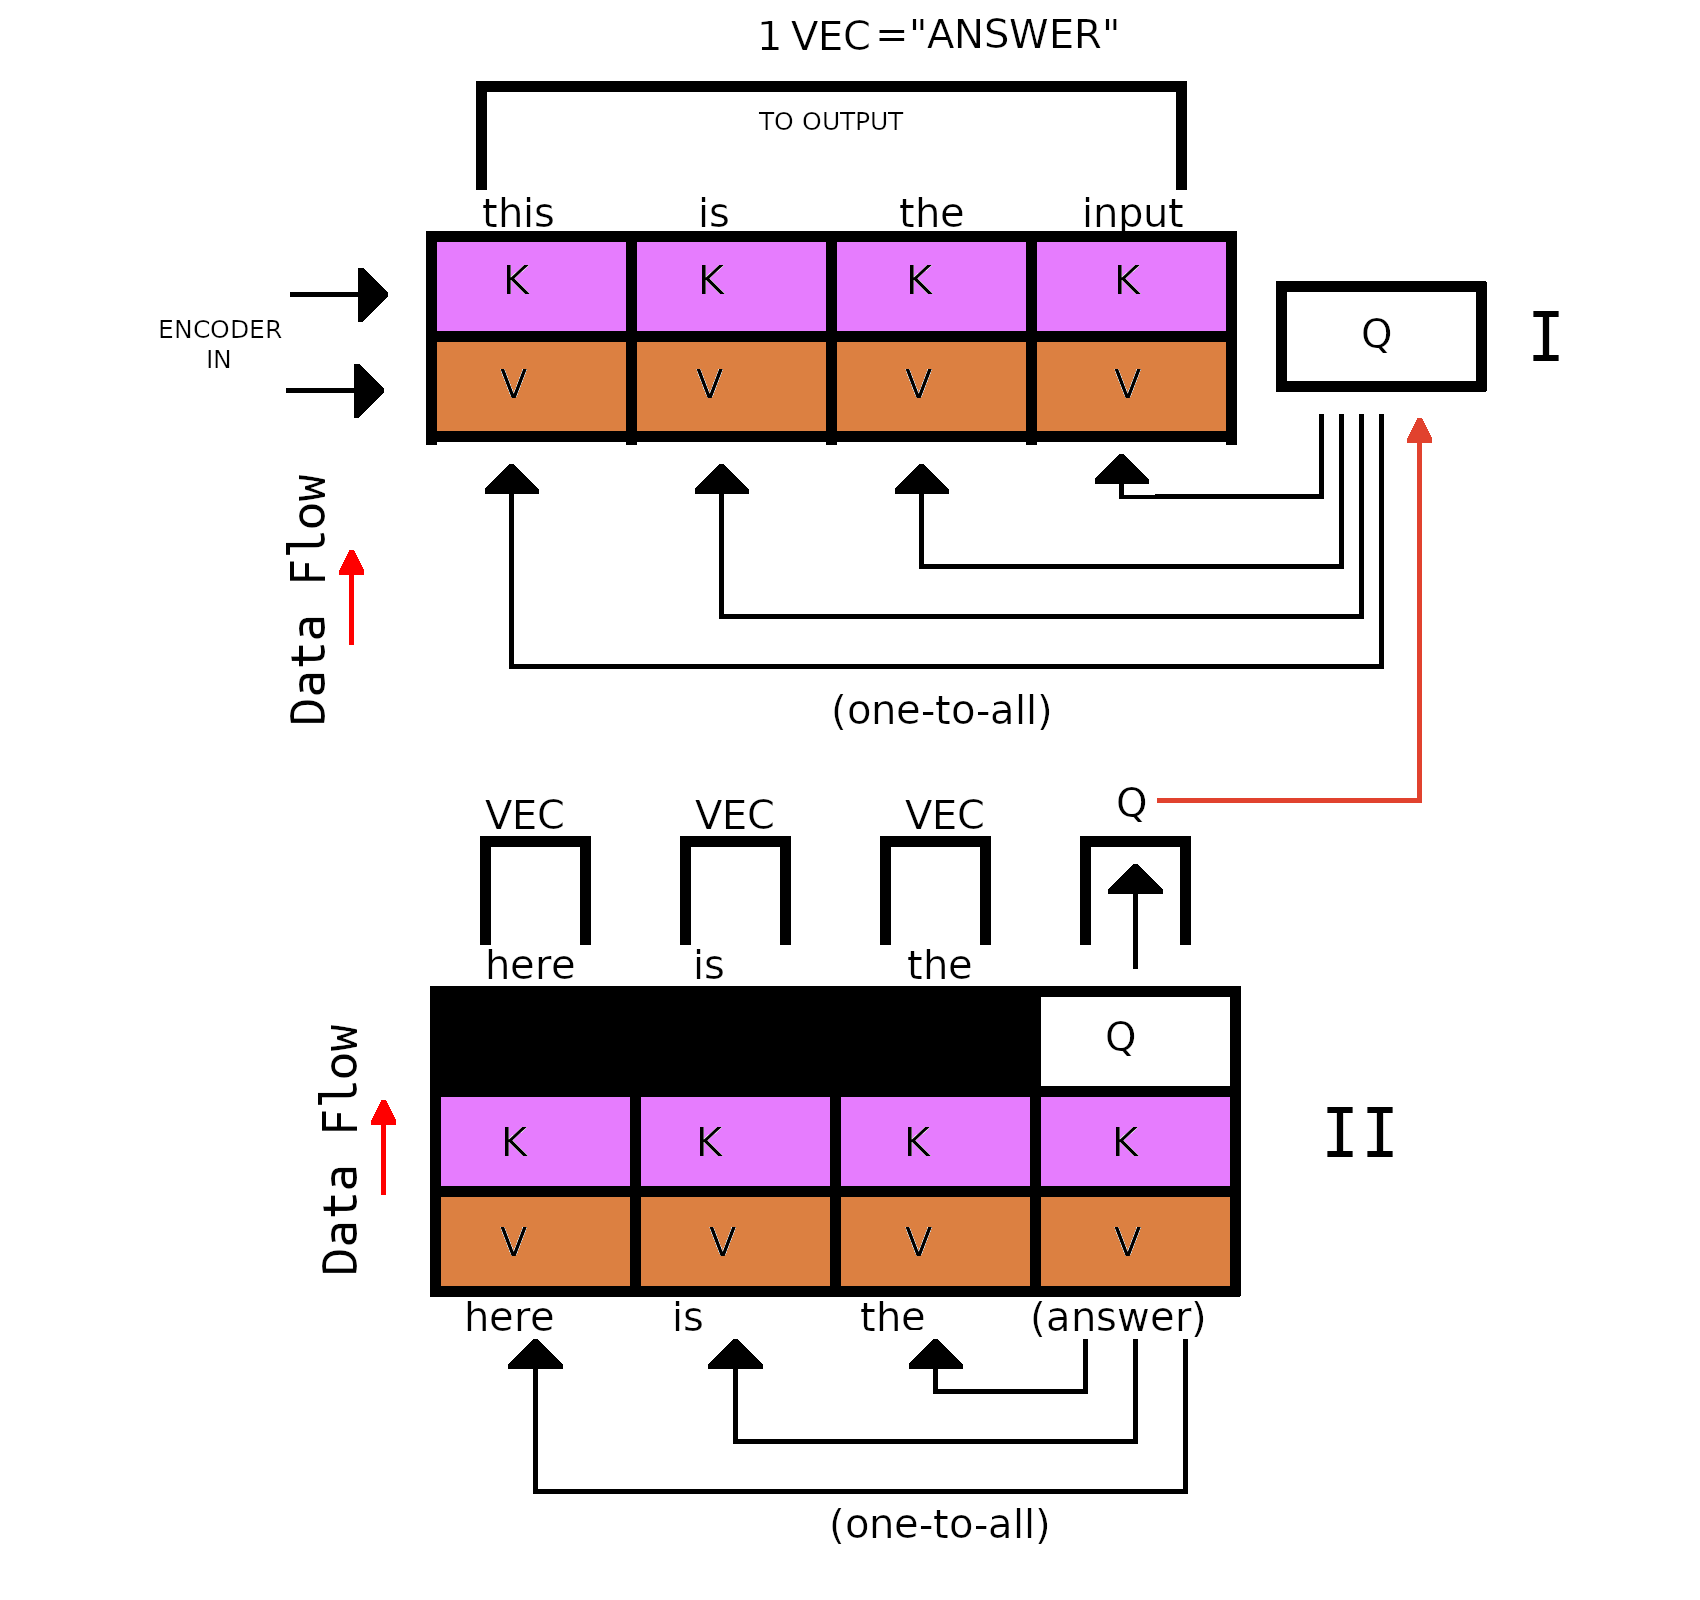 1 VEC="ANSWER"
TO OUTPUT
this is the input
K K K K
Q
I
ENCODER
IN
V V V V
Data Flow
(one-to-all)
VEC VEC VEC Q
here is the
Q
Data Flow
K K K K
II
V V V V
here is the (answer)
(one-to-all)